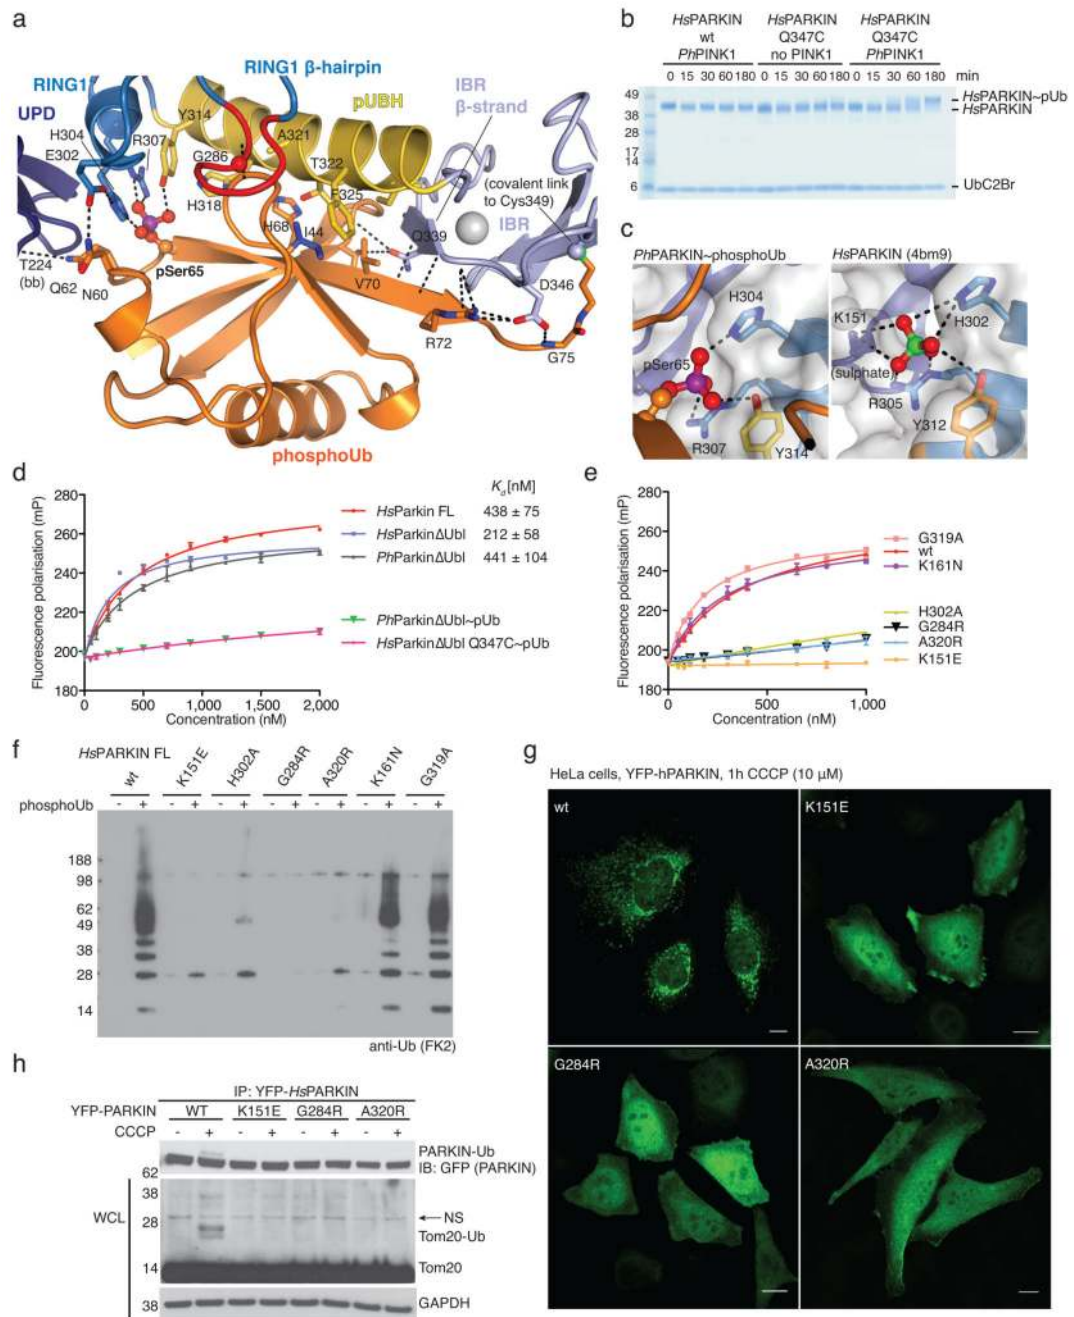 a
RING1
RING1 β-hairpin
UPD
pUBH
IBR
β-strand
Y314
H304
R307
E302
A321
G286
T322
(covalent link
to Cys349)
F325
H318
IBR
H68
I44
Q339
T224
(bb)
pSer65
D346
Q62
N60
V70
R72
G75
phosphoUb
b
HsPARKIN
wt
PhPINK1
HsPARKIN
Q347C
no PINK1
HsPARKIN
Q347C
PhPINK1
0 15 30 60 180 0 15 30 60 180 0 15 30 60 180 min
49
38
28
17
14
6
HsPARKIN~pUb
HsPARKIN
UbC2Br
c
PhPARKIN~phosphoUb
HsPARKIN (4bm9)
H304
pSer65
R307
Y314
K151
H302
(sulphate)
R305
Y312
d
Fluorescence polarisation (mP)
280
260
240
220
200
180
0 500 1,000 1,500 2,000
Concentration (nM)
Kd [nM]
HsParkin FL 438 ± 75
HsParkinΔUbl 212 ± 58
PhParkinΔUbl 441 ± 104
PhParkinΔUbl~pUb
HsParkinΔUbl Q347C~pUb
e
Fluorescence polarisation (mP)
280
260
240
220
200
180
0 500 1,000
Concentration (nM)
G319A
wt
K161N
H302A
G284R
A320R
K151E
f
HsPARKIN FL
wt K151E H302A G284R A320R K161N G319A
phosphoUb - + - + - + - + - + - + - +
188
98
62
49
38
28
14
anti-Ub (FK2)
g
HeLa cells, YFP-hPARKIN, 1h CCCP (10 μM)
wt
K151E
G284R
A320R
h
IP: YFP-HsPARKIN
YFP-PARKIN WT K151E G284R A320R
CCCP - + - + - + - +
PARKIN-Ub
IB: GFP (PARKIN)
62
38
WCL
28
NS
Tom20-Ub
14
Tom20
38
GAPDH